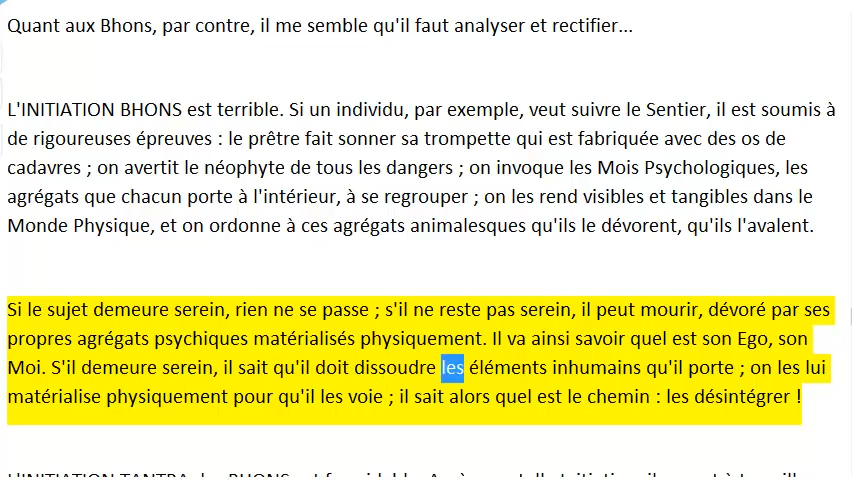 Quant aux Bhons, par contre, il me semble qu'il faut analyser et rectifier...
L'INITIATION BHONS est terrible. Si un individu, par exemple, veut suivre le Sentier, il est soumis à
de rigoureuses épreuves : le prêtre fait sonner sa trompette qui est fabriquée avec des os de
cadavres ; on avertit le néophyte de tous les dangers ; on invoque les Mois Psychologiques, les
agrégats que chacun porte à l'intérieur, à se regrouper ; on les rend visibles et tangibles dans le
Monde Physique, et on ordonne à ces agrégats animalesques qu'ils le dévorent, qu'ils l'avalent.
Si le sujet demeure serein, rien ne se passe ; s'il ne reste pas serein, il peut mourir, dévoré par ses
propres agrégats psychiques matérialisés physiquement. Il va ainsi savoir quel est son Ego, son
Moi. S'il demeure serein, il sait qu'il doit dissoudre les éléments inhumains qu'il porte ; on les lui
matérialise physiquement pour qu'il les voie ; il sait alors quel est le chemin : les désintégrer !